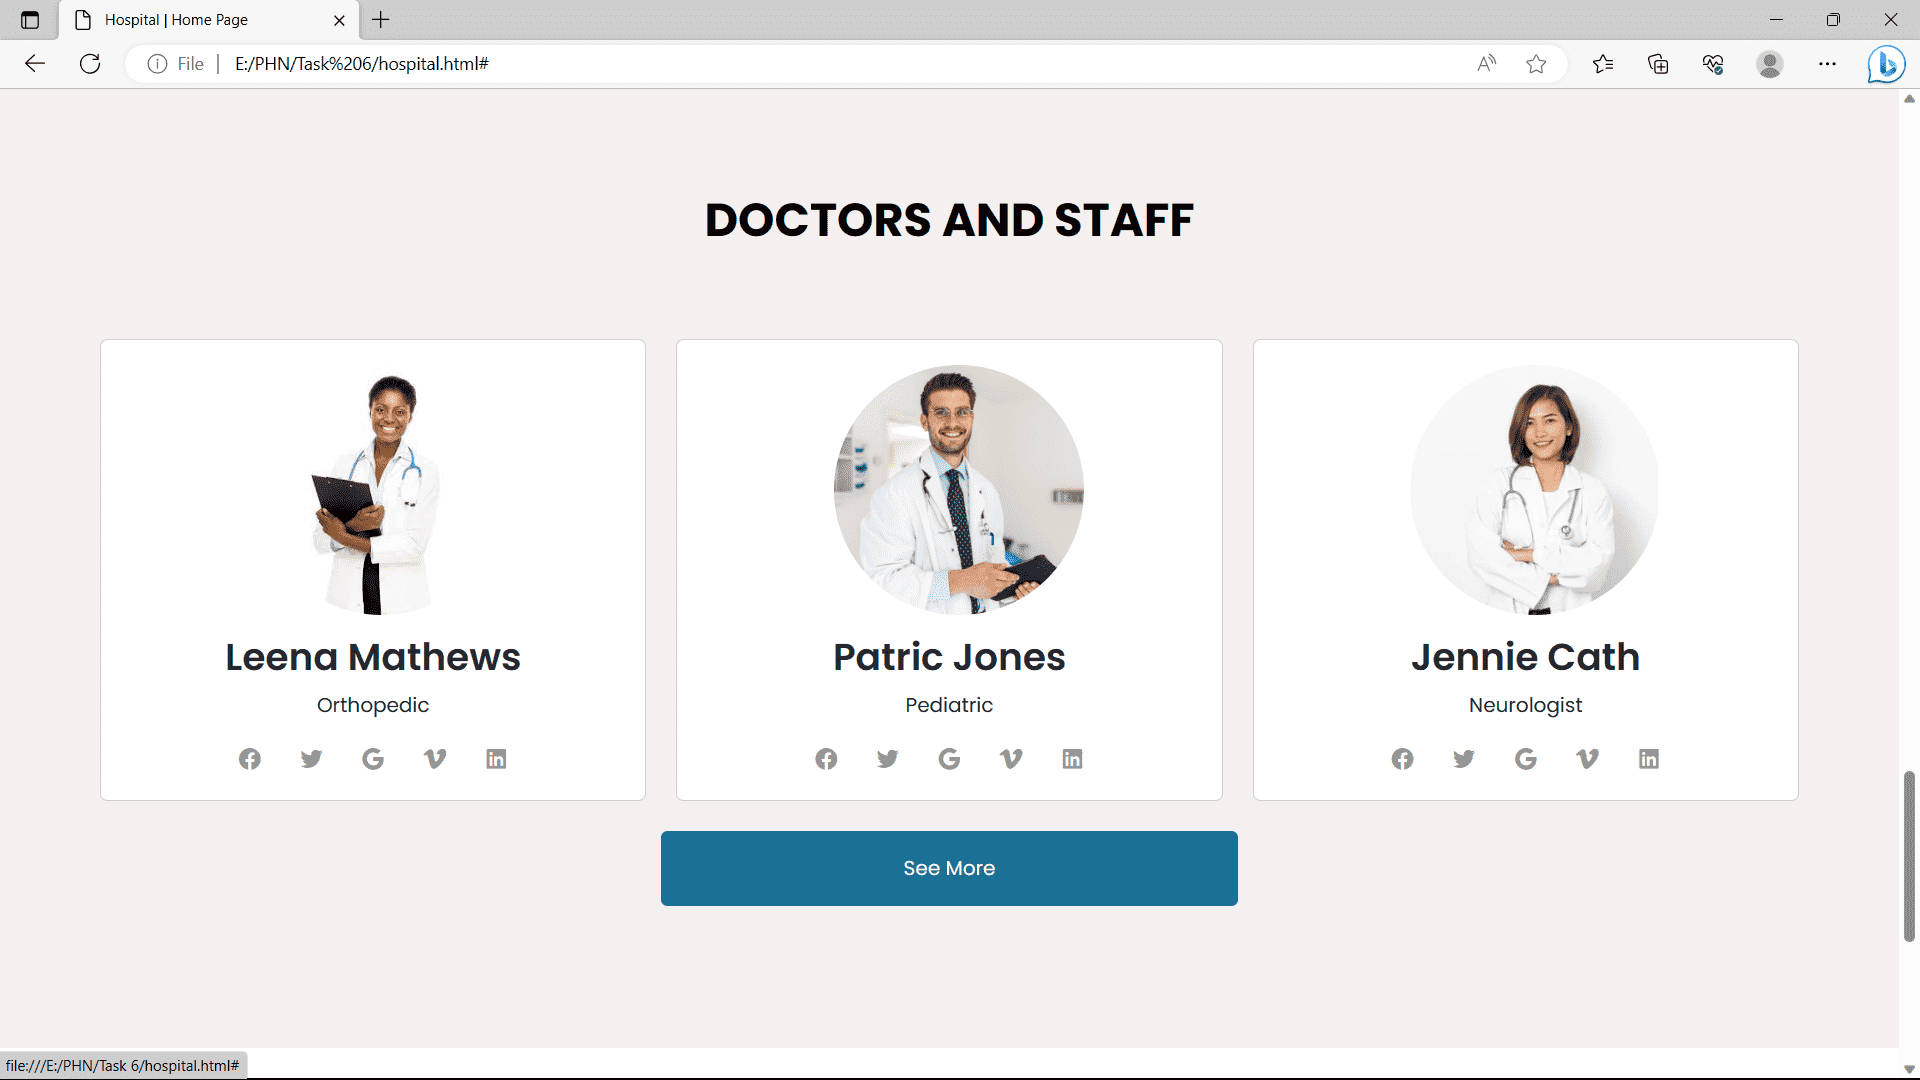 Hospital | Home Page
File | E:/PHN/Task%206/hospital.html#
DOCTORS AND STAFF
Leena Mathews
Orthopedic
Patric Jones
Pediatric
Jennie Cath
Neurologist
See More
file:///E:/PHN/Task 6/hospital.html#